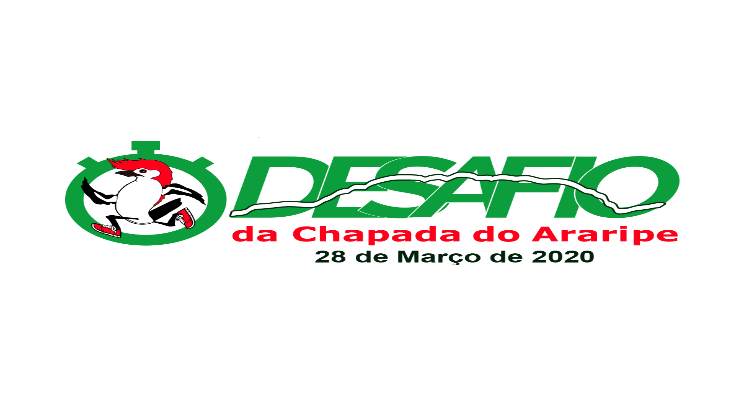 DESAFIO
da Chapada do Araripe
28 de Março de 2020